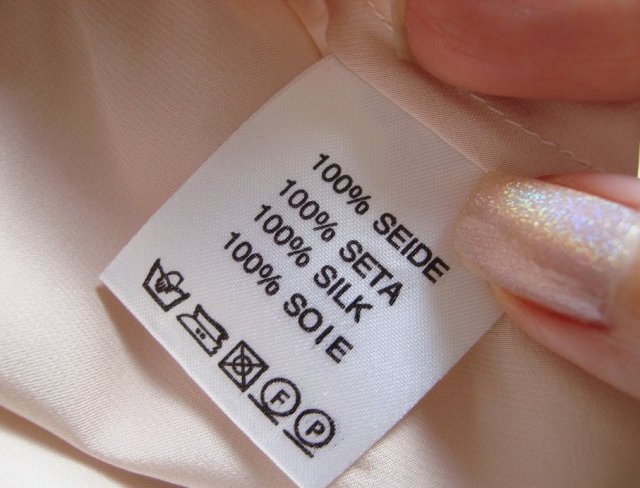 100% SEIDE
100% SETA
100% SILK
100% SOIE
F P